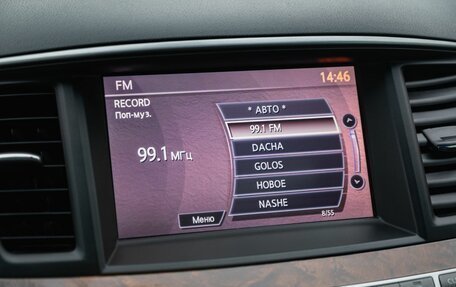 FM
14:46
RECORD
Поп-муз.
99.1 МГц
* АВТО *
99.1 FM
DACHA
GOLOS
НОВОЕ
NASHE
Меню
8/55